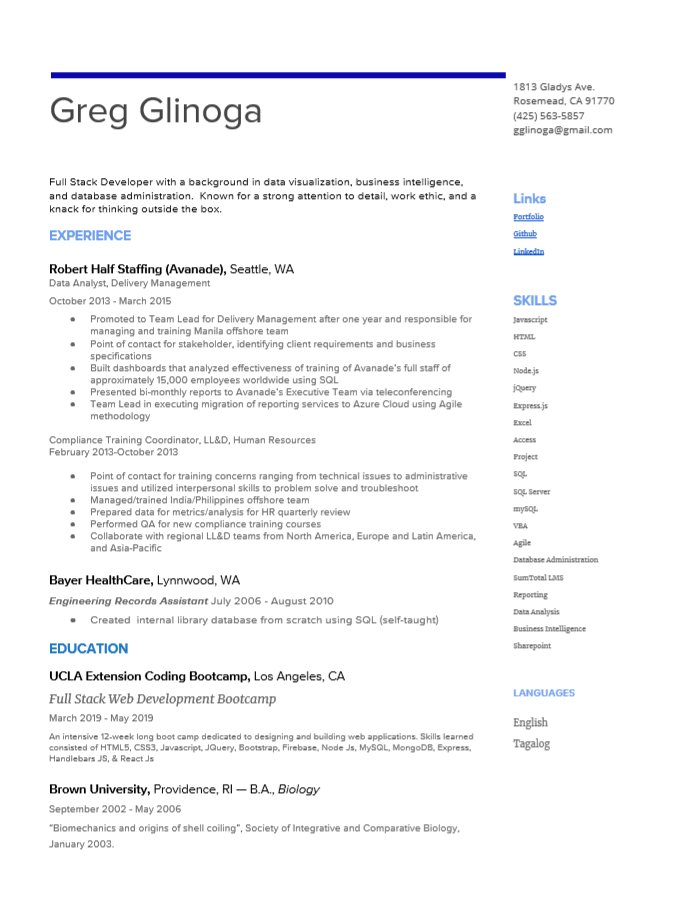 Greg Glinoga
1813 Gladys Ave.
Rosemead, CA 91770
(425) 563-5857
gglinoga@gmail.com
Full Stack Developer with a background in data visualization, business intelligence,
and database administration.  Known for a strong attention to detail, work ethic, and a
knack for thinking outside the box.
EXPERIENCE
Robert Half Staffing (Avanade), Seattle, WA
Data Analyst, Delivery Management
October 2013 - March 2015
● Promoted to Team Lead for Delivery Management after one year and responsible for
managing and training Manila offshore team
● Point of contact for stakeholder, identifying client requirements and business
specifications
● Built dashboards that analyzed effectiveness of training of Avanade's full staff of
approximately 15,000 employees worldwide using SQL
● Presented bi-monthly reports to Avanade's Executive Team via teleconferencing
● Team Lead in executing migration of reporting services to Azure Cloud using Agile
methodology
Compliance Training Coordinator, LL&D, Human Resources
February 2013-October 2013
● Point of contact for training concerns ranging from technical issues to administrative
issues and utilized interpersonal skills to problem solve and troubleshoot
● Managed/trained India/Philippines offshore team
● Prepared data for metrics/analysis for HR quarterly review
● Performed QA for new compliance training courses
● Collaborate with regional LL&D teams from North America, Europe and Latin America,
and Asia-Pacific
Bayer HealthCare, Lynnwood, WA
Engineering Records Assistant July 2006 - August 2010
● Created  internal library database from scratch using SQL (self-taught)
EDUCATION
UCLA Extension Coding Bootcamp, Los Angeles, CA
Full Stack Web Development Bootcamp
March 2019 - May 2019
An intensive 12-week long boot camp dedicated to designing and building web applications. Skills learned
consisted of HTML5, CSS3, Javascript, JQuery, Bootstrap, Firebase, Node Js, MySQL, MongoDB, Express,
Handlebars JS, & React Js
Brown University, Providence, RI — B.A., Biology
September 2002 - May 2006
"Biomechanics and origins of shell coiling", Society of Integrative and Comparative Biology,
January 2003.
Links
Portfolio
Github
LinkedIn
SKILLS
Javascript
HTML
CSS
Node.js
jQuery
Express.js
Excel
Access
Project
SQL
SQL Server
mySQL
VBA
Agile
Database Administration
SumTotal LMS
Reporting
Data Analysis
Business Intelligence
Sharepoint
LANGUAGES
English
Tagalog